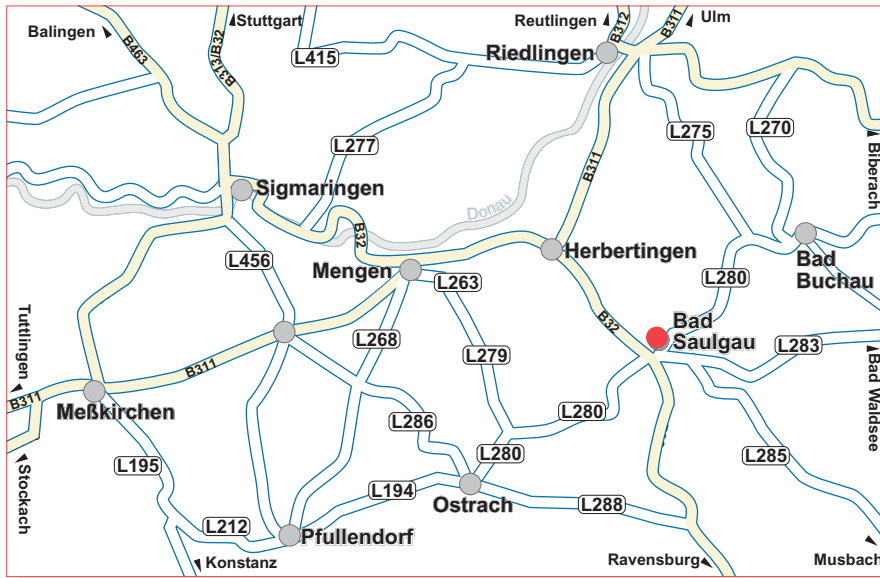 Balingen
Stuttgart
Reutlingen
Ulm
B463
B313/B32
B312
B311
L415
Riedlingen
L277
L275
L270
Biberach
B311
Sigmaringen
Donau
B32
L456
Mengen
L263
Herbertingen
Bad
Buchau
L280
Tuttlingen
B32
Bad
Saulgau
L268
L279
L283
Bad Waldsee
B311
B311
Meßkirchen
L286
L280
L280
L195
L285
Stockach
L194
Ostrach
L288
L212
Pfullendorf
Konstanz
Ravensburg
Musbach